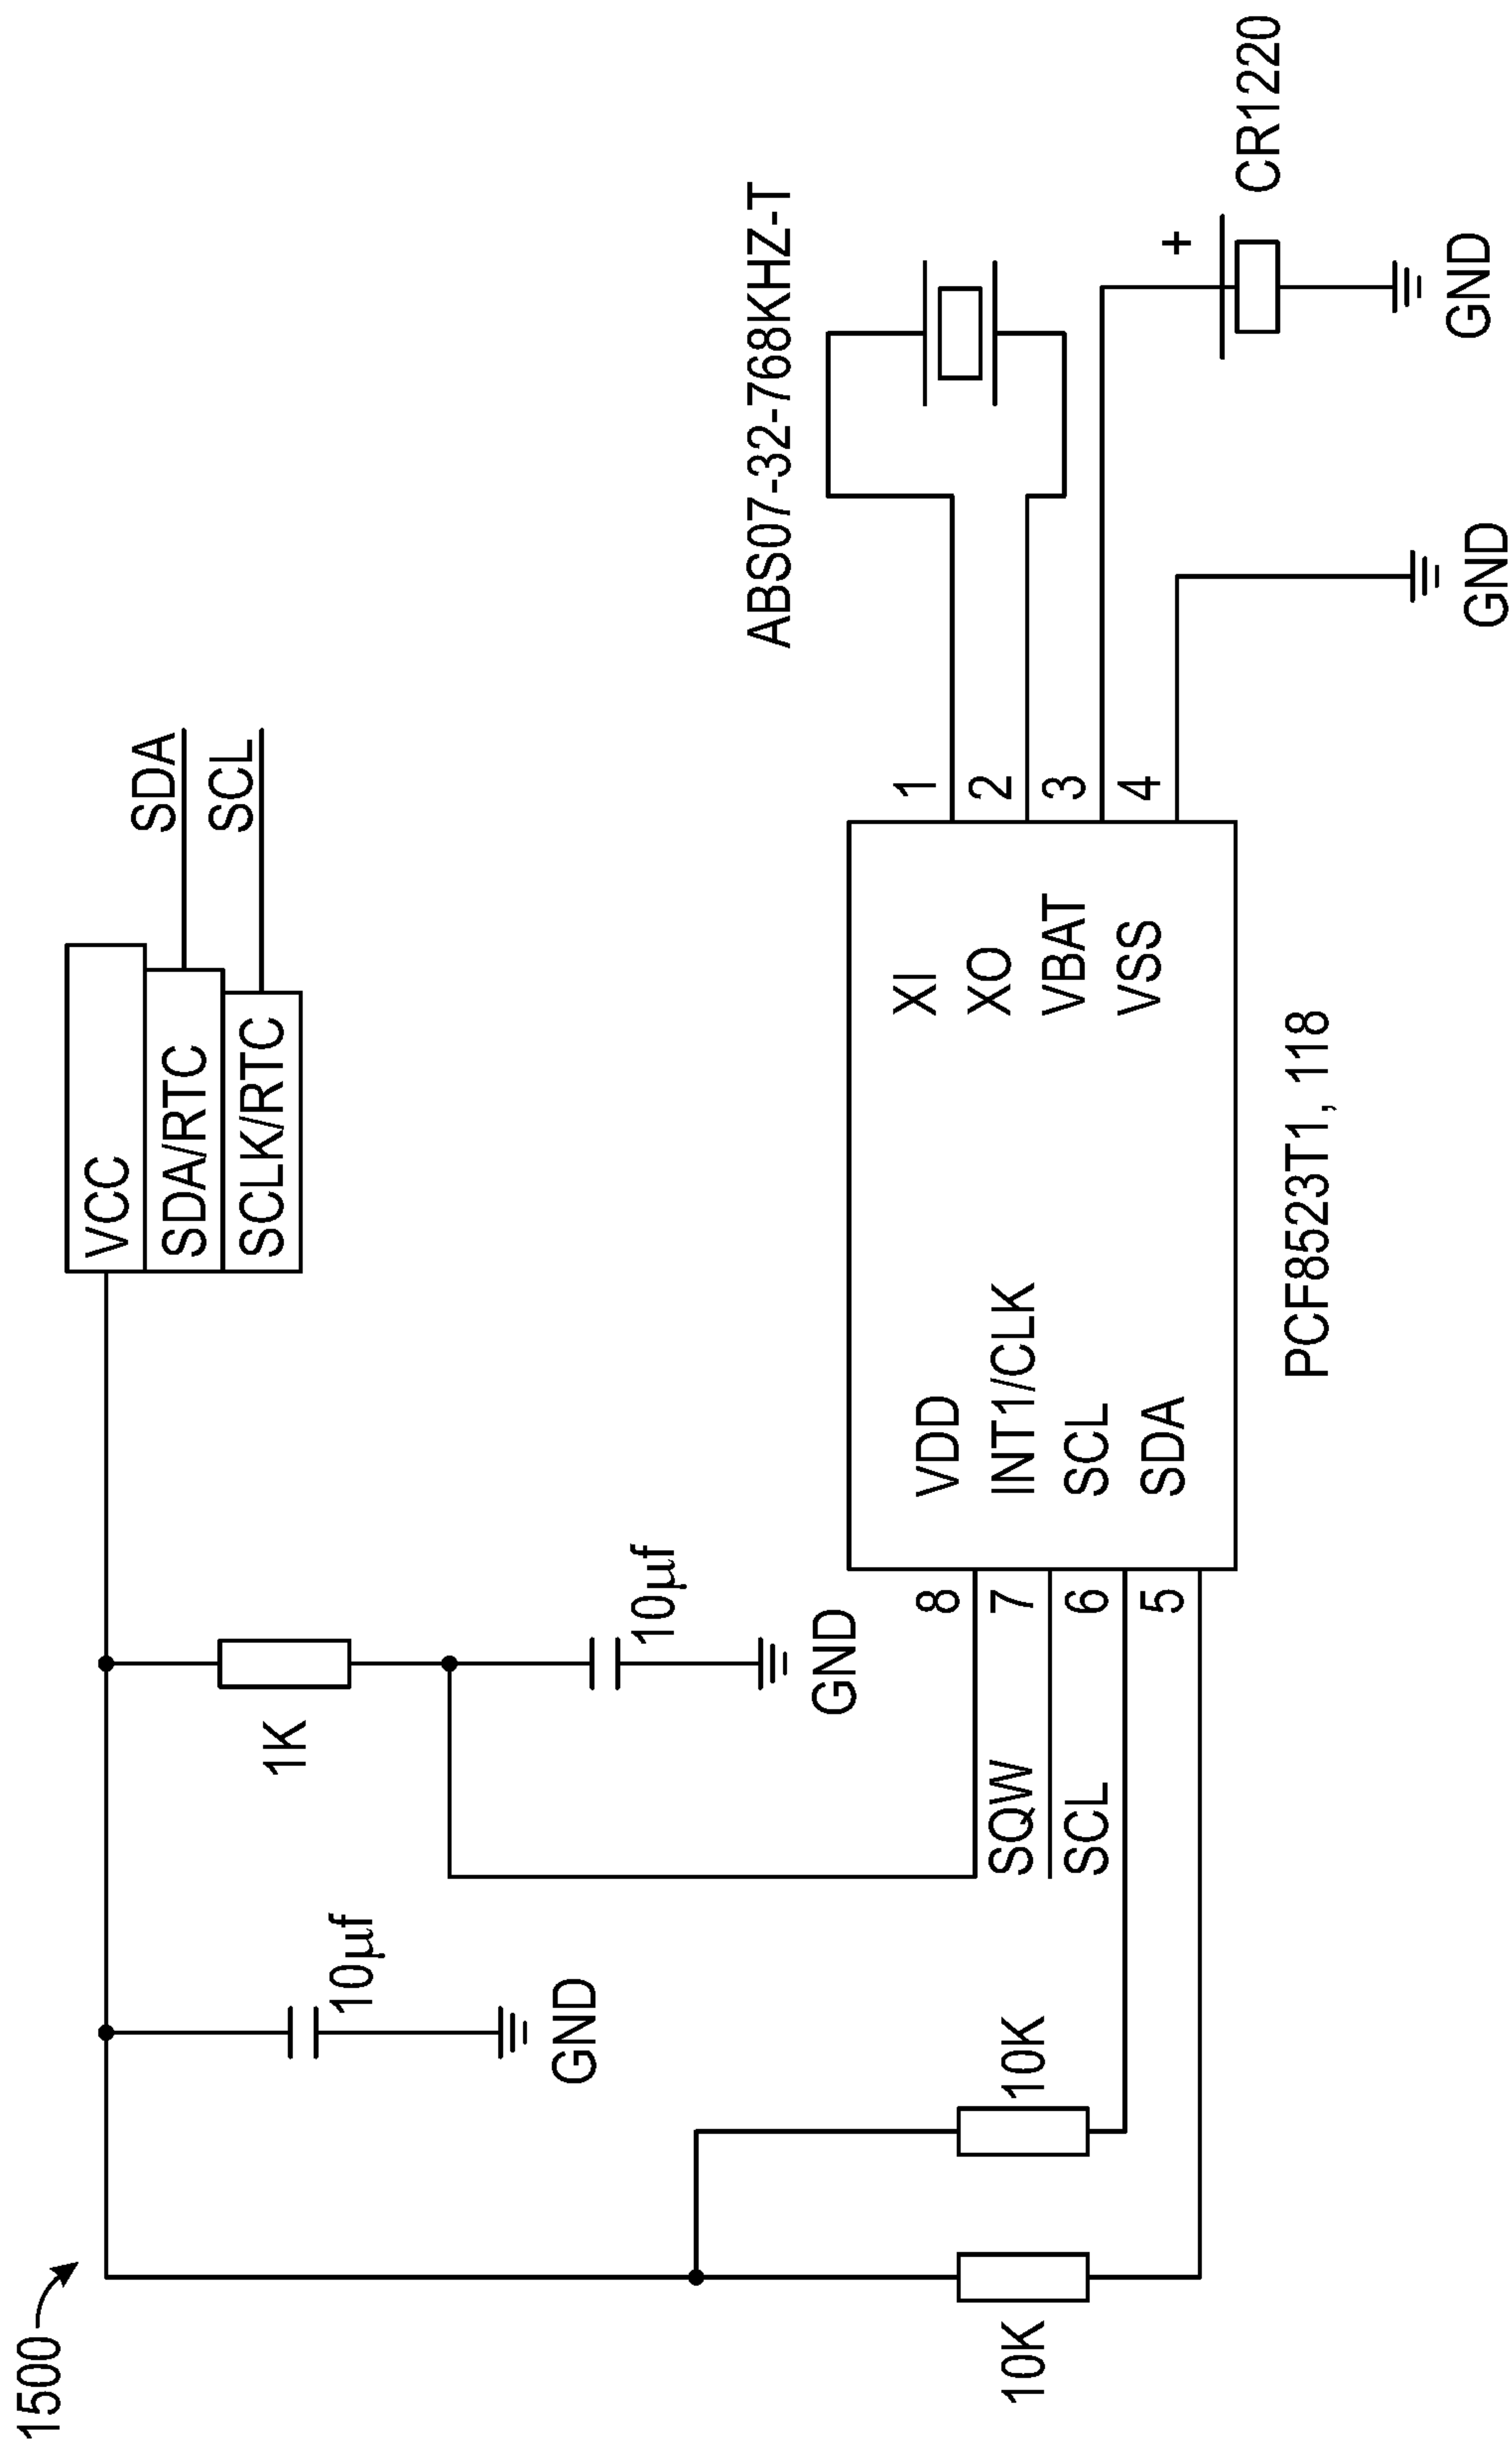 1500
VCC
SDA/RTC
SCLK/RTC
SDA
SCL
1K
10µf
GND
10µf
GND
ABS07-32-768KHZ-T
8
7
6
5
SQW
SCL
VDD
INT1/CLK
SCL
SDA
XI
XO
VBAT
VSS
1
2
3
4
10K
10K
PCF8523T1, 118
+
CR1220
GND
GND